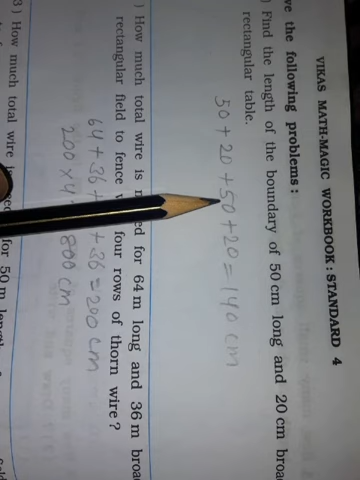 VIKAS MATH-MAGIC WORKBOOK : STANDARD 4
ve the following problems :
) Find the length of the boundary of 50 cm long and 20 cm broa
rectangular table.
50 + 20 + 50 + 20 = 140 cm
) How much total wire is for 64 m long and 36 m broa
rectangular field to fence four rows of thorn wire ?
64 + 36 + + 36 = 200 cm
200 × 4 800 cm
3) How much total wire for 50 m